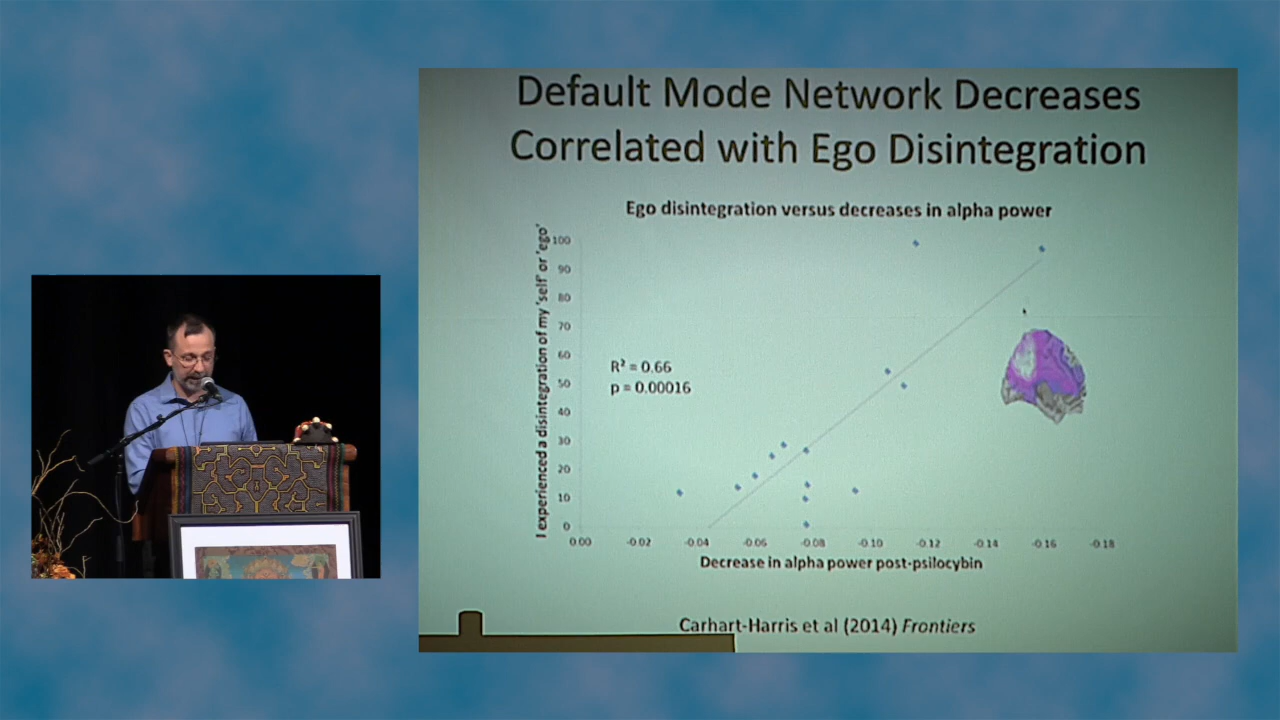 Default Mode Network Decreases
Correlated with Ego Disintegration
Ego disintegration versus decreases in alpha power
I experienced a disintegration of my 'self' or 'ego'
100
90
80
70
60
50
40
30
20
10
0
R² = 0.66
p = 0.00016
0.00 -0.02 -0.04 -0.06 -0.08 -0.10 -0.12 -0.14 -0.16 -0.18
Decrease in alpha power post-psilocybin
Carhart-Harris et al (2014) Frontiers